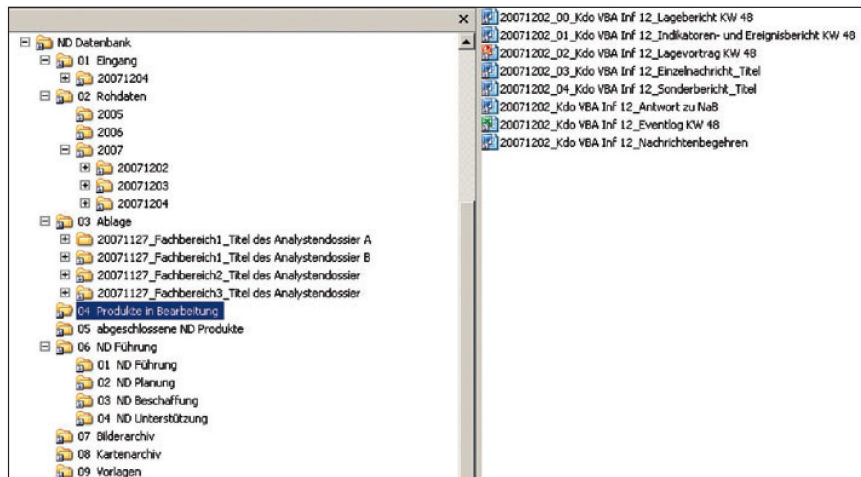 ND Datenbank
01 Eingang
20071204
02 Rohdaten
2005
2006
2007
20071202
20071203
20071204
03 Ablage
20071127_Fachbereich1_Titel des Analystendossier A
20071127_Fachbereich1_Titel des Analystendossier B
20071127_Fachbereich2_Titel des Analystendossier
20071127_Fachbereich3_Titel des Analystendossier
04 Produkte in Bearbeitung
05 abgeschlossene ND Produkte
06 ND Führung
01 ND Führung
02 ND Planung
03 ND Beschaffung
04 ND Unterstützung
07 Bilderarchiv
08 Kartenarchiv
09 Vorlagen
20071202_00_Kdo VBA Inf 12_Lagebericht KW 48
20071202_01_Kdo VBA Inf 12_Indikatoren- und Ereignisbericht KW 48
20071202_02_Kdo VBA Inf 12_Lagevortrag KW 48
20071202_03_Kdo VBA Inf 12_Einzelnachricht_Titel
20071202_04_Kdo VBA Inf 12_Sonderbericht_Titel
20071202_Kdo VBA Inf 12_Antwort zu NaB
20071202_Kdo VBA Inf 12_Eventlog KW 48
20071202_Kdo VBA Inf 12_Nachrichtenbegehren